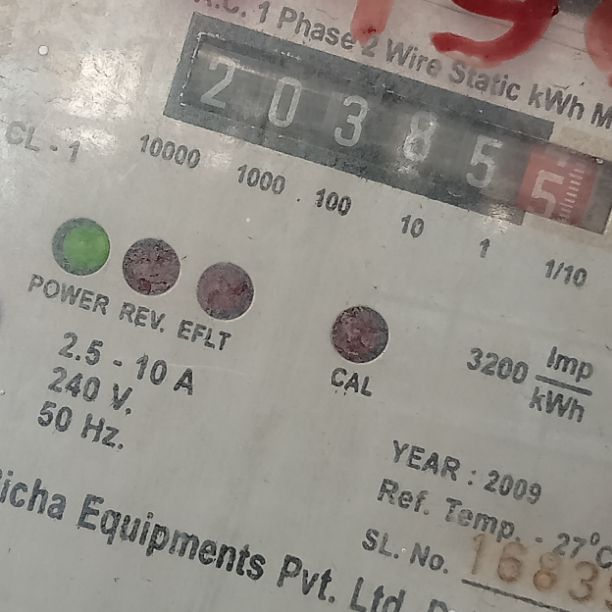 A.C. 1 Phase 2 Wire Static kWh M
2 0 3 8 5 5
CL - 1
10000 1000 100 10 1 1/10
POWER REV. EFLT
CAL
3200 Imp
kWh
2.5 - 10 A
240 V.
50 Hz.
YEAR : 2009
Ref. Temp. - 27°C
SL. No. 1683
Richa Equipments Pvt. Ltd.